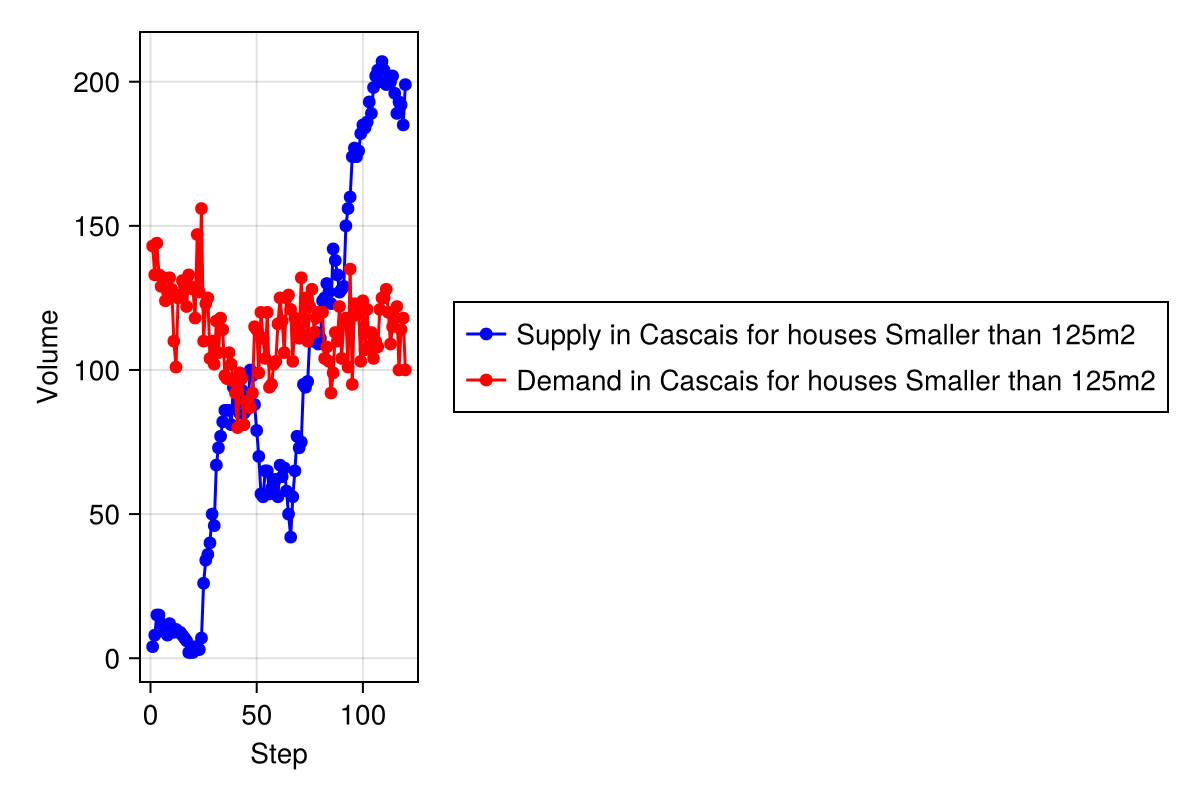 200
150
100
50
0
Volume
0 50 100
Step
Supply in Cascais for houses Smaller than 125m2
Demand in Cascais for houses Smaller than 125m2